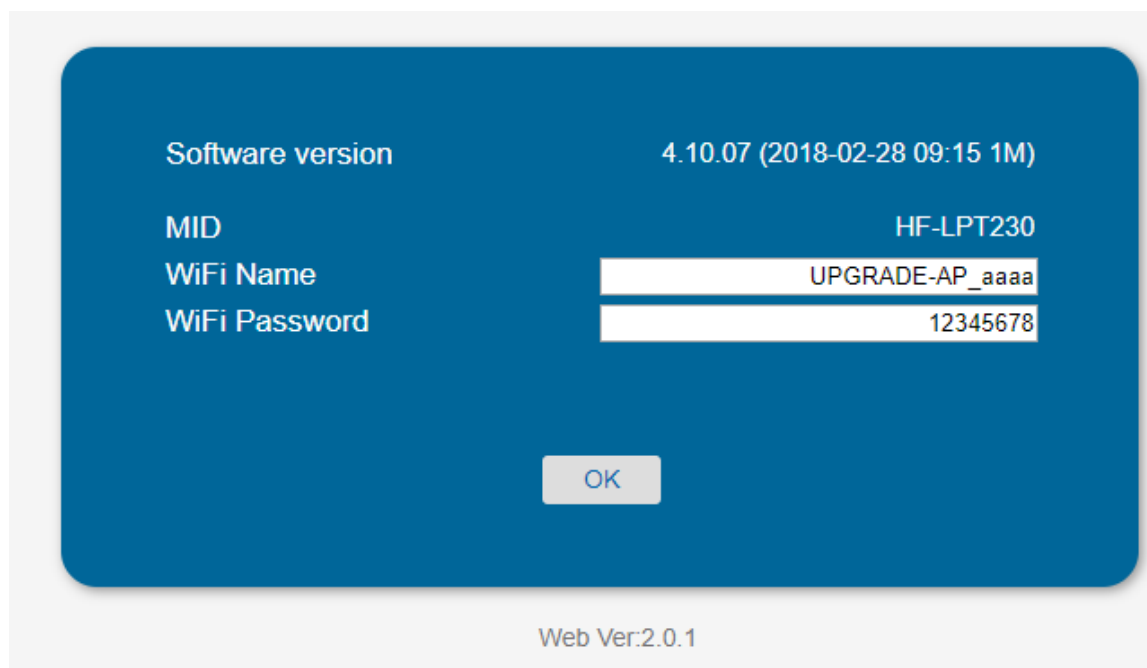 Software version 4.10.07 (2018-02-28 09:15 1M)
MID HF-LPT230
WiFi Name UPGRADE-AP_aaaa
WiFi Password 12345678
OK
Web Ver:2.0.1